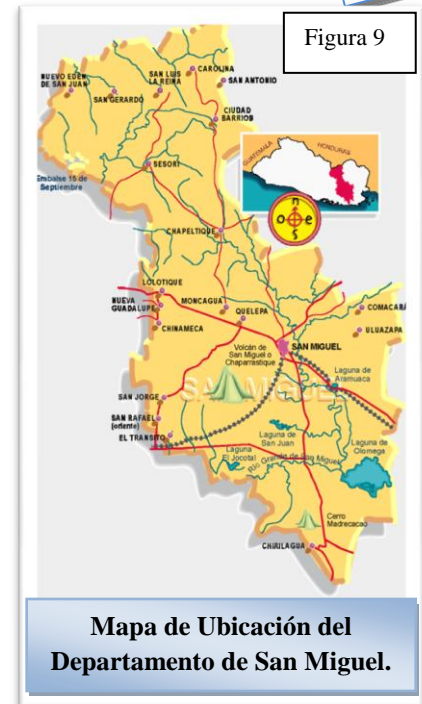 Figura 9
CAROLINA
NUEVO EDEN
DE SAN JUAN
SAN LUIS
LA REINA
SAN ANTONIO
SAN GERARDO
CIUDAD
BARRIOS
GUATEMALA
HONDURAS
SESORI
Embalse 15 de
Septiembre
n
o e
s
CHAPELTIQUE
LOLOTIQUE
NUEVA
GUADALUPE
MONCAGUA
QUELEPA
COMACARÁ
ULUAZAPA
CHINAMECA
SAN MIGUEL
Volcán de
San Miguel o
Chaparrastique
Laguna de
Aramuaca
SAN MIGUEL
SAN JORGE
SAN RAFAEL
(oriente)
EL TRÁNSITO
Laguna de
San Juan
Laguna de
Olomega
Laguna
El Jocotal
Río Grande de San Miguel
Cerro
Madrecacao
CHIRILAGUA
Mapa de Ubicación del
Departamento de San Miguel.